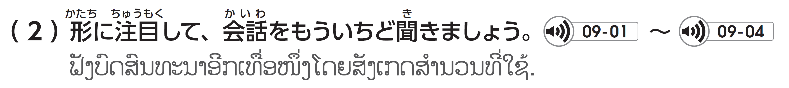 かたち ちゅうもく かいわ き
（2）形に注目して、会話をもういちど聞きましょう。 09-01 ～ 09-04
ຟັງບົດສົນທະນາອີກເທື່ອໜຶ່ງໂດຍສັງເກດສຳນວນທີ່ໃຊ້.